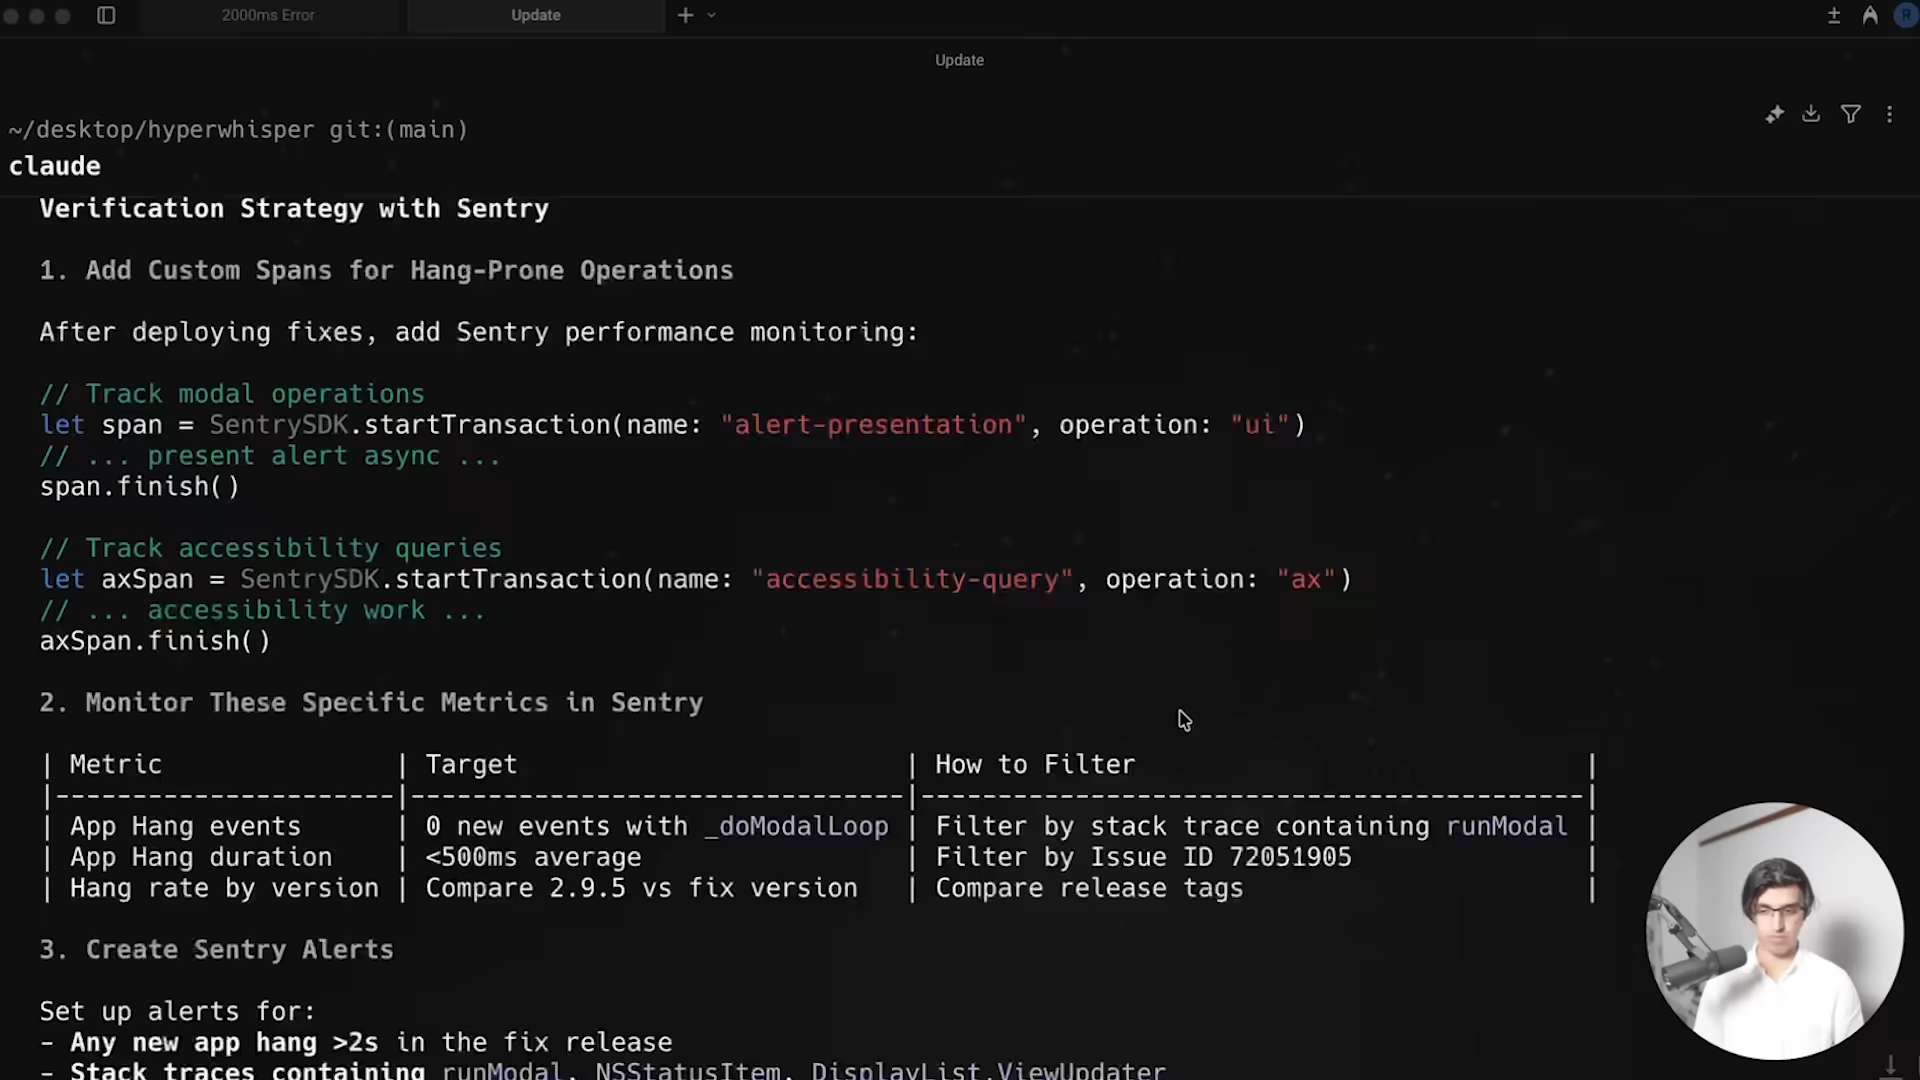 2000ms Error
Update
R
Update
~/desktop/hyperwhisper git:(main)
claude
Verification Strategy with Sentry
1. Add Custom Spans for Hang-Prone Operations
After deploying fixes, add Sentry performance monitoring:
// Track modal operations
let span = SentrySDK.startTransaction(name: "alert-presentation", operation: "ui")
// ... present alert async ...
span.finish()
// Track accessibility queries
let axSpan = SentrySDK.startTransaction(name: "accessibility-query", operation: "ax")
// ... accessibility work ...
axSpan.finish()
2. Monitor These Specific Metrics in Sentry
| Metric | Target | How to Filter |
|----------------------|--------------------------------|-------------------------------------------|
| App Hang events | 0 new events with _doModalLoop | Filter by stack trace containing runModal |
| App Hang duration | <500ms average | Filter by Issue ID 72051905 |
| Hang rate by version | Compare 2.9.5 vs fix version | Compare release tags |
3. Create Sentry Alerts
Set up alerts for:
- Any new app hang >2s in the fix release
- Stack traces containing runModal, NSStatusItem, DisplayList.ViewUpdater